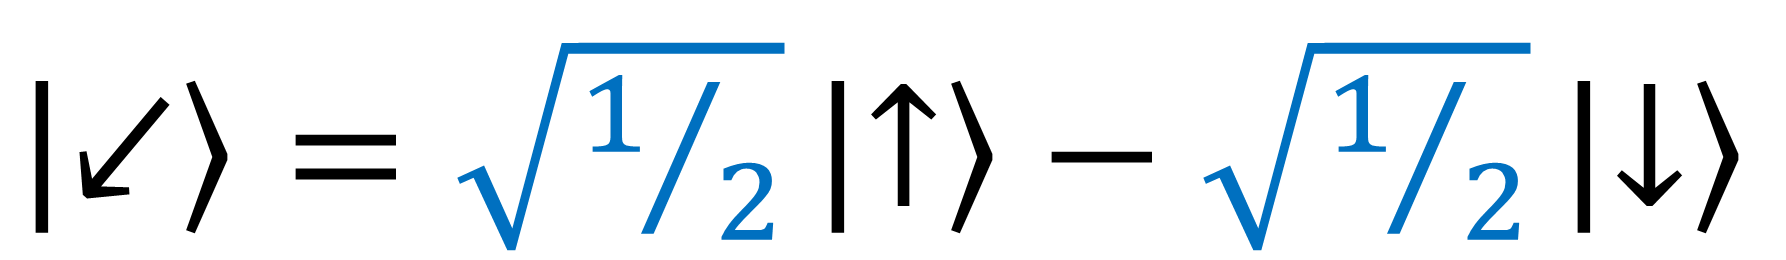 |↙⟩ = √½ |↑⟩ − √½ |↓⟩